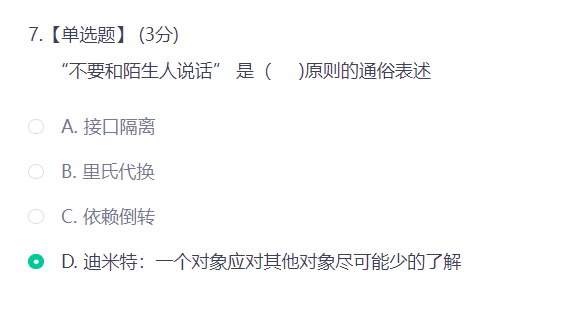 7.【单选题】 (3分)
“不要和陌生人说话” 是（ )原则的通俗表述
A. 接口隔离
B. 里氏代换
C. 依赖倒转
D. 迪米特：一个对象应对其他对象尽可能少的了解